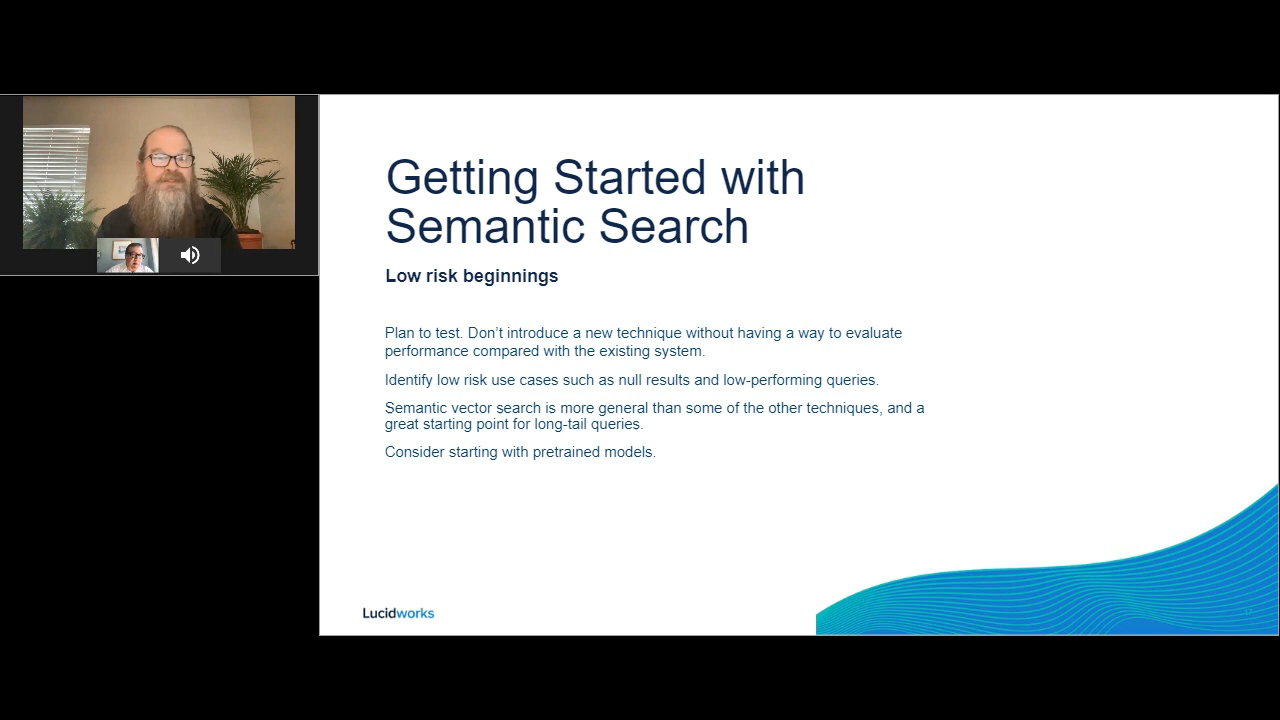 Getting Started with
Semantic Search
Low risk beginnings
Plan to test. Don’t introduce a new technique without having a way to evaluate
performance compared with the existing system.
Identify low risk use cases such as null results and low-performing queries.
Semantic vector search is more general than some of the other techniques, and a
great starting point for long-tail queries.
Consider starting with pretrained models.
Lucidworks